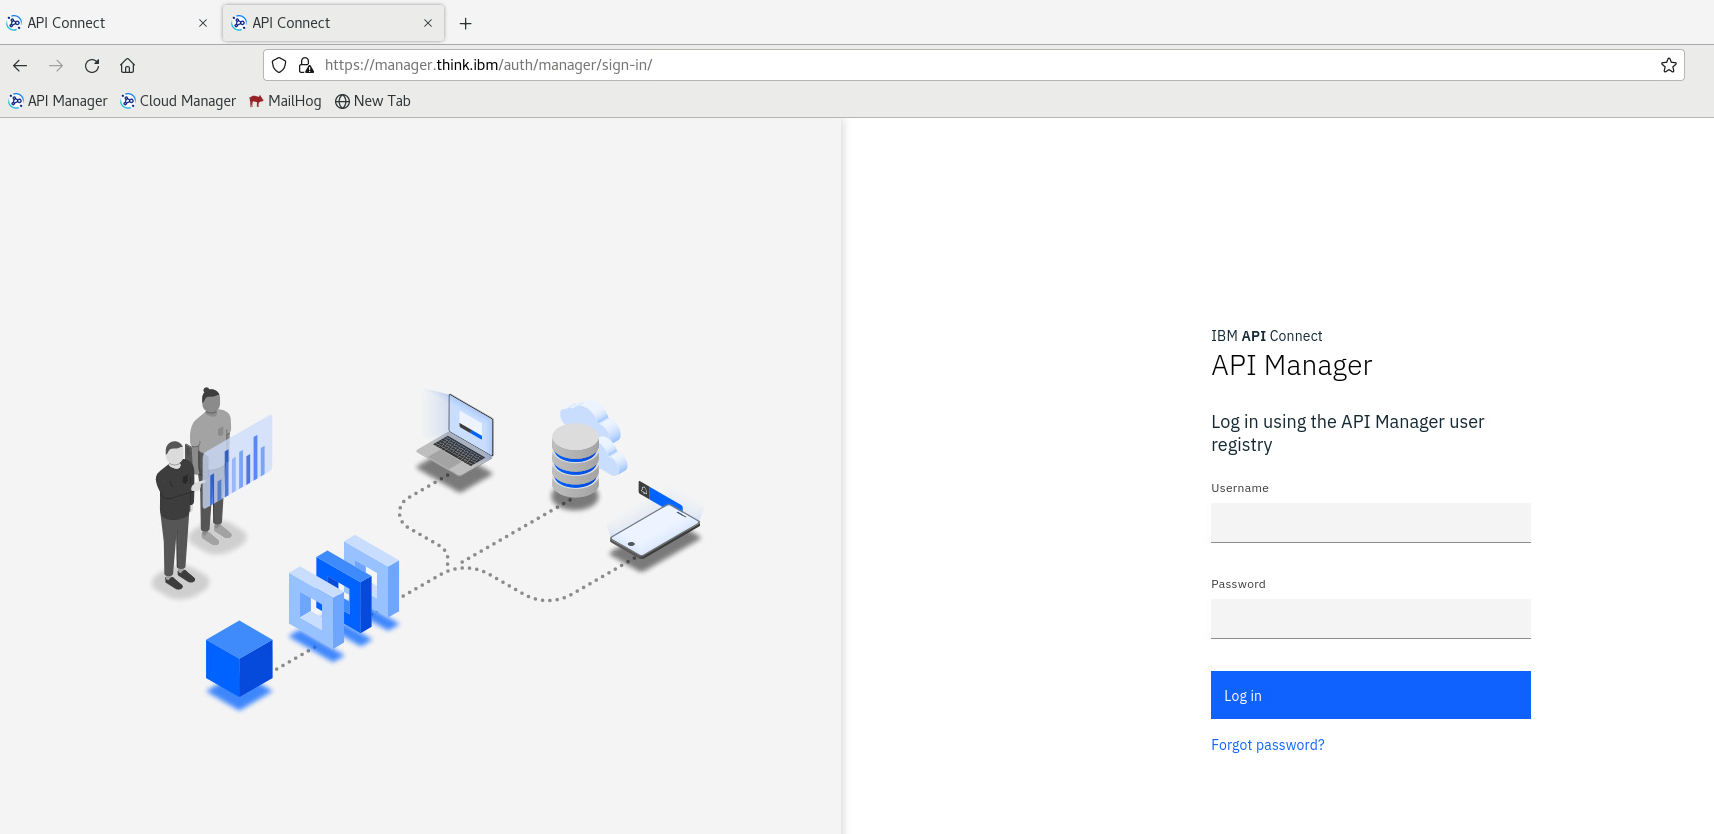 API Connect
API Connect
https://manager.think.ibm/auth/manager/sign-in/
API Manager
Cloud Manager
MailHog
New Tab
IBM API Connect
API Manager
Log in using the API Manager user
registry
Username
Password
Log in
Forgot password?